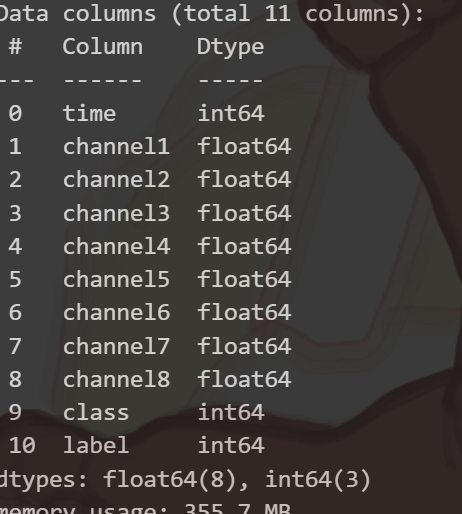 Data columns (total 11 columns):
 #   Column    Dtype
---  ------    -----
 0   time      int64
 1   channel1  float64
 2   channel2  float64
 3   channel3  float64
 4   channel4  float64
 5   channel5  float64
 6   channel6  float64
 7   channel7  float64
 8   channel8  float64
 9   class     int64
 10  label     int64
dtypes: float64(8), int64(3)
memory usage: 355.7 MB